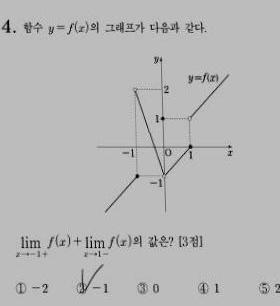 4. 함수 y=f(x)의 그래프가 다음과 같다.
y
y=f(x)
2
1
-1 O 1 x
-1
lim f(x)+ lim f(x)의 값은? [3점]
x→-1+ x→1-
① -2 ② -1 ③ 0 ④ 1 ⑤ 2